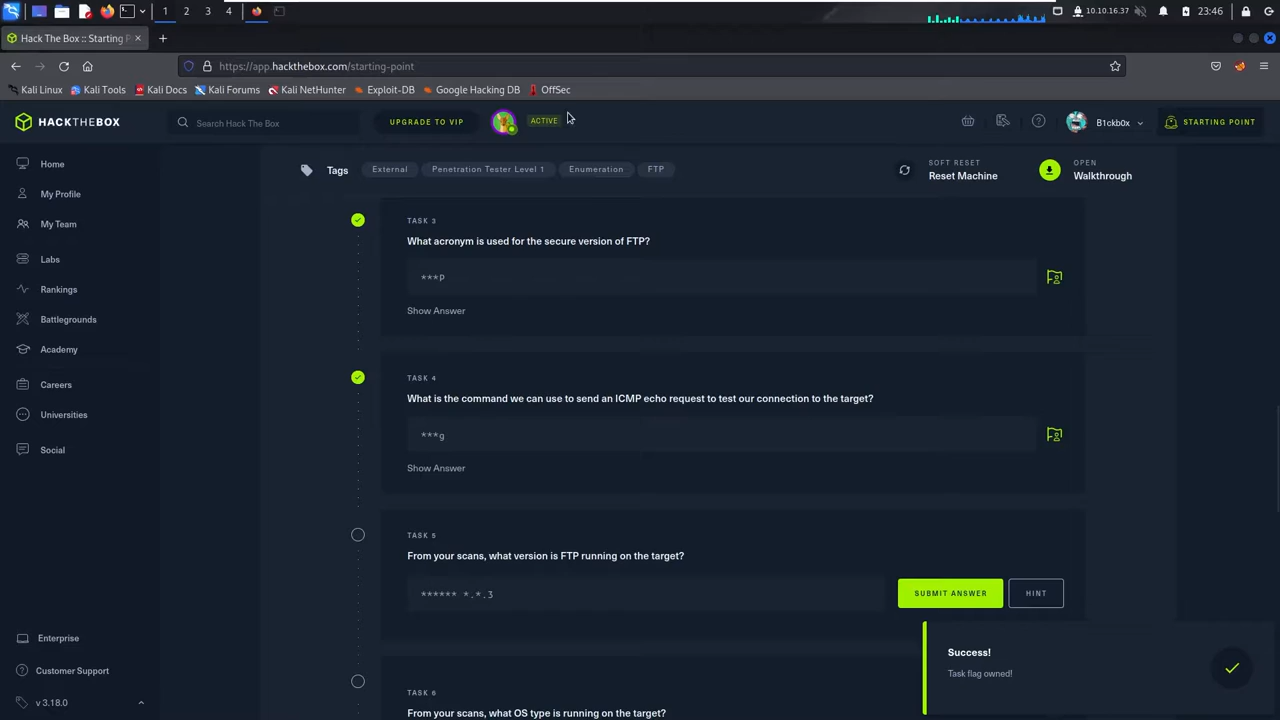 1 2 3 4 10.10.16.37 23:46
Hack The Box :: Starting P
https://app.hackthebox.com/starting-point
Kali Linux Kali Tools Kali Docs Kali Forums Kali NetHunter Exploit-DB Google Hacking DB OffSec
HACKTHEBOX Search Hack The Box UPGRADE TO VIP ACTIVE B1ckb0x STARTING POINT
Home
My Profile
My Team
Labs
Rankings
Battlegrounds
Academy
Careers
Universities
Social
Enterprise
Customer Support
v 3.18.0
Tags External Penetration Tester Level 1 Enumeration FTP
SOFT RESET
Reset Machine
OPEN
Walkthrough
TASK 3
What acronym is used for the secure version of FTP?
***P
Show Answer
TASK 4
What is the command we can use to send an ICMP echo request to test our connection to the target?
***g
Show Answer
TASK 5
From your scans, what version is FTP running on the target?
****** *.*.3
SUBMIT ANSWER HINT
TASK 6
From your scans, what OS type is running on the target?
Success!
Task flag owned!